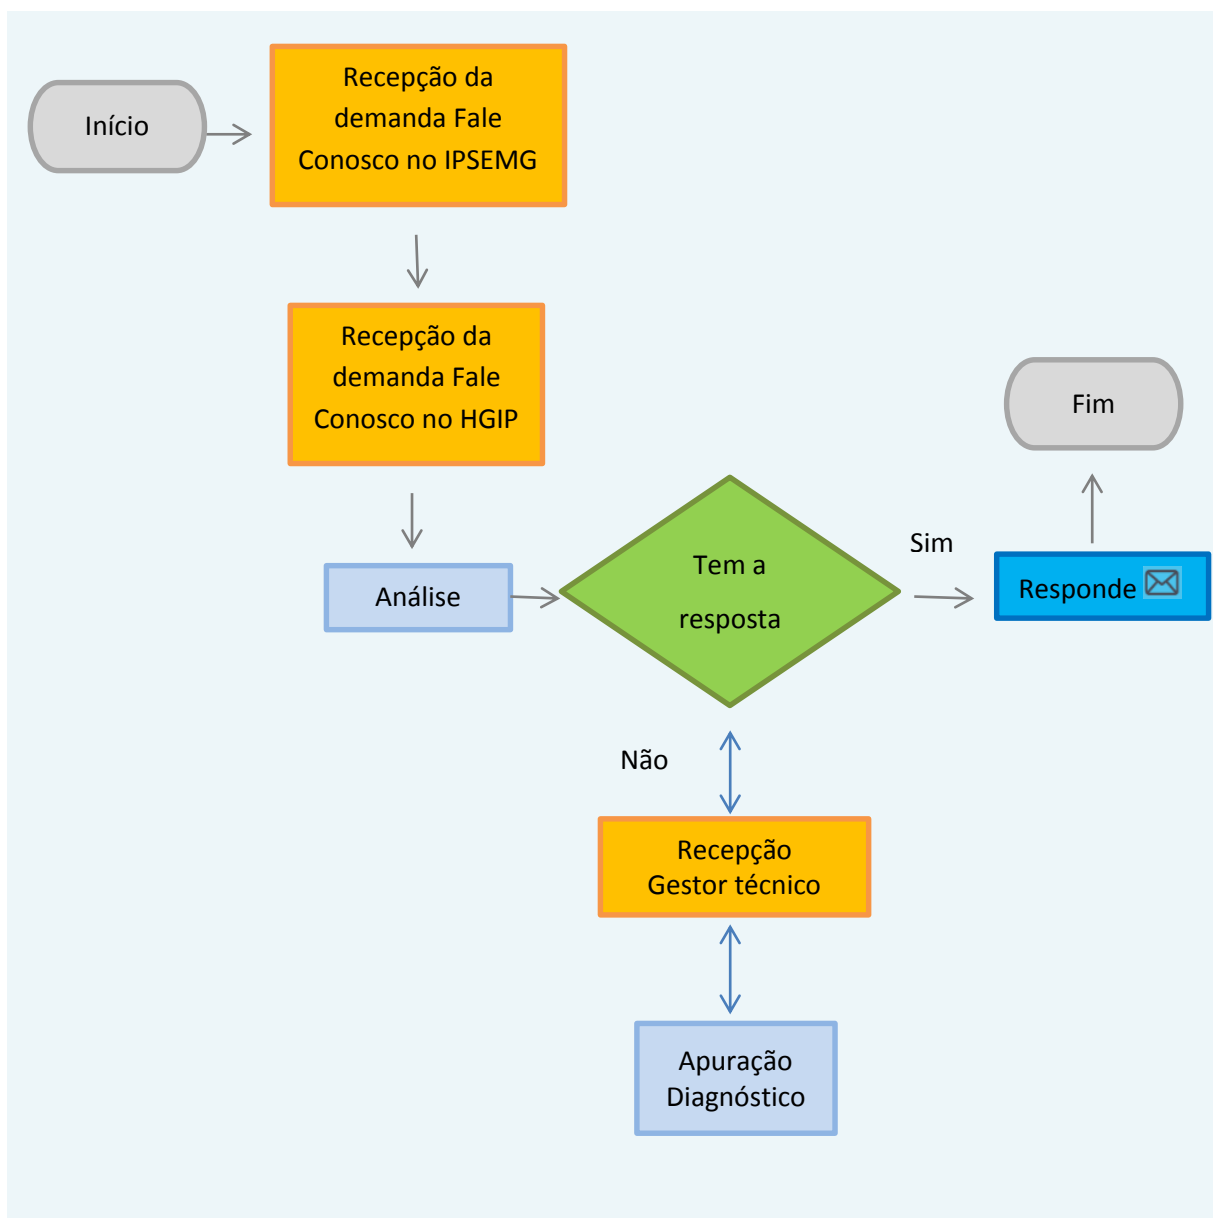 Início
Recepção da
demanda Fale
Conosco no IPSEMG
Recepção da
demanda Fale
Conosco no HGIP
Análise
Tem a
resposta
Sim
Responde
Fim
Não
Recepção
Gestor técnico
Apuração
Diagnóstico